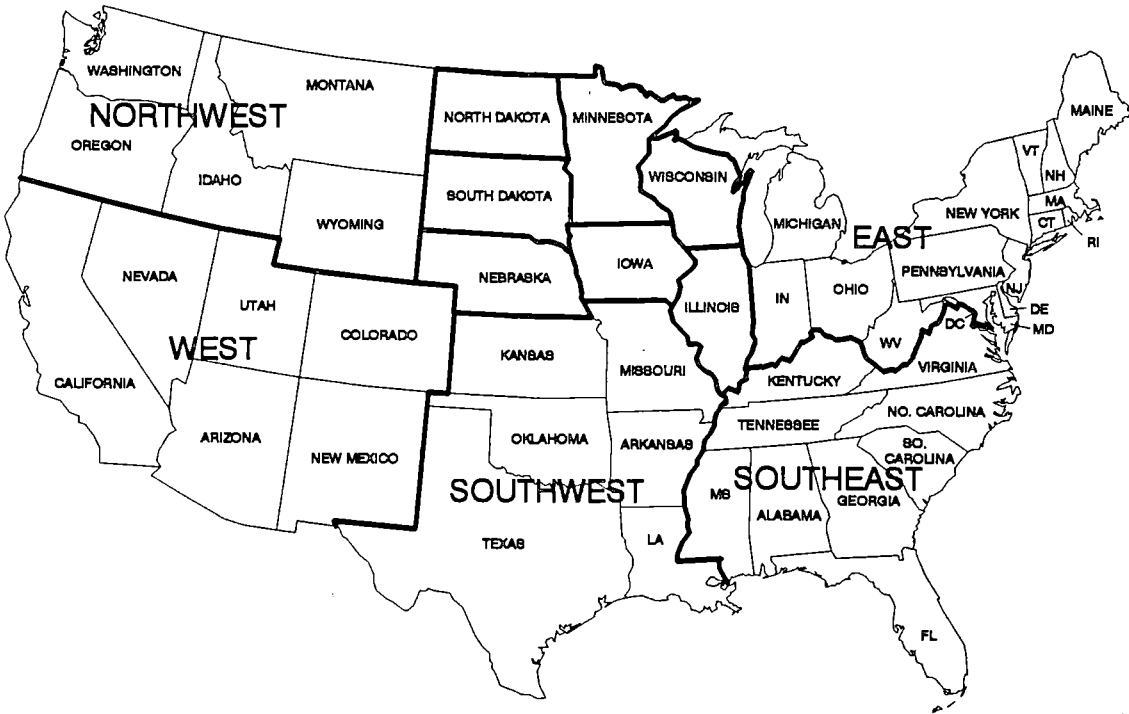 WASHINGTON
MONTANA
NORTHWEST
OREGON
IDAHO
WYOMING
NORTH DAKOTA
MINNESOTA
SOUTH DAKOTA
WISCONSIN
NEBRASKA
IOWA
ILLINOIS
MICHIGAN
EAST
IN
OHIO
PENNSYLVANIA
NEW YORK
MAINE
VT
NH
MA
CT
RI
NJ
DE
MD
DC
WV
NEVADA
UTAH
COLORADO
WEST
CALIFORNIA
ARIZONA
NEW MEXICO
KANSAS
MISSOURI
OKLAHOMA
ARKANSAS
SOUTHWEST
TEXAS
LA
KENTUCKY
VIRGINIA
TENNESSEE
NO. CAROLINA
SO.
CAROLINA
SOUTHEAST
MS
ALABAMA
GEORGIA
FL